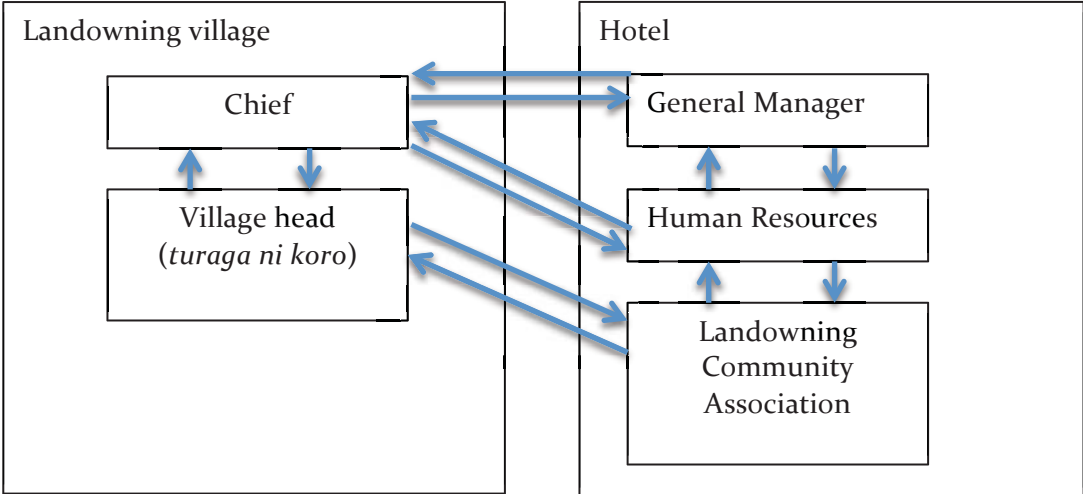 Landowning village
Chief
Village head
(turaga ni koro)
Hotel
General Manager
Human Resources
Landowning
Community
Association